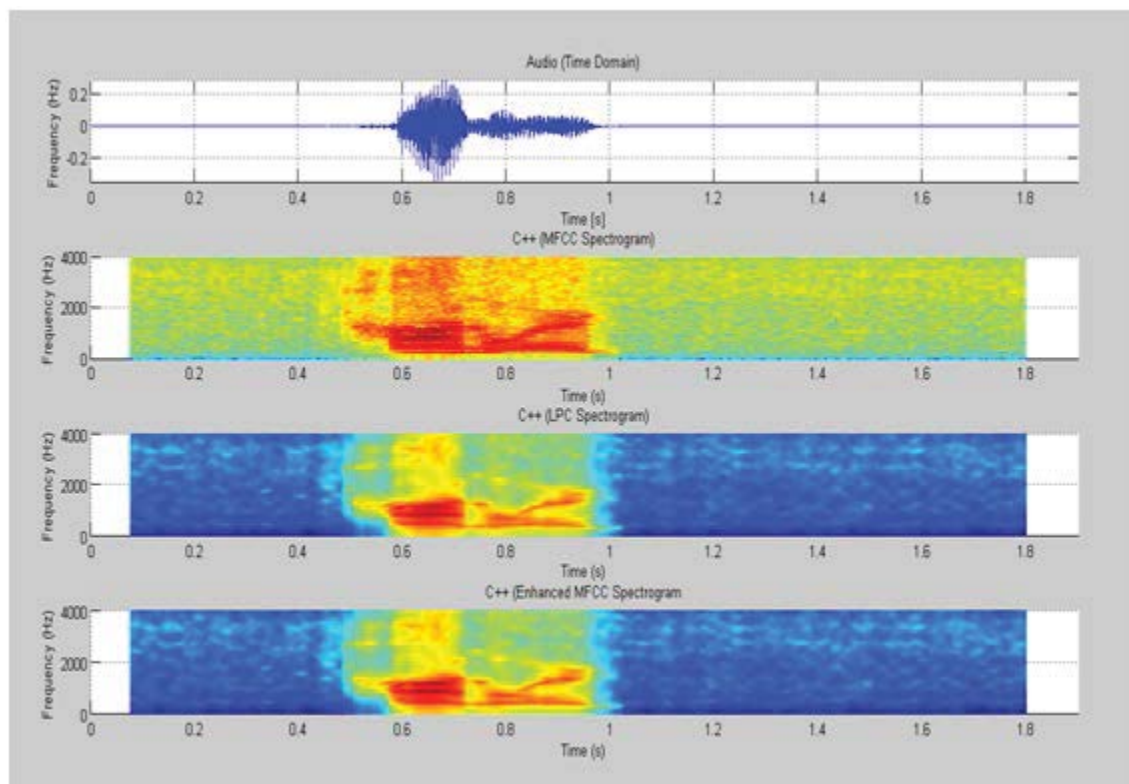 Audio (Time Domain)
Frequency (Hz)
0.2
0
-0.2
0 0.2 0.4 0.6 0.8 1 1.2 1.4 1.6 1.8
Time [s]
C++ (MFCC Spectrogram)
Frequency (Hz)
4000
2000
0
0 0.2 0.4 0.6 0.8 1 1.2 1.4 1.6 1.8
Time (s)
C++ (LPC Spectrogram)
Frequency (Hz)
4000
2000
0
0 0.2 0.4 0.6 0.8 1 1.2 1.4 1.6 1.8
Time (s)
C++ (Enhanced MFCC Spectrogram
Frequency (Hz)
4000
2000
0
0 0.2 0.4 0.6 0.8 1 1.2 1.4 1.6 1.8
Time (s)